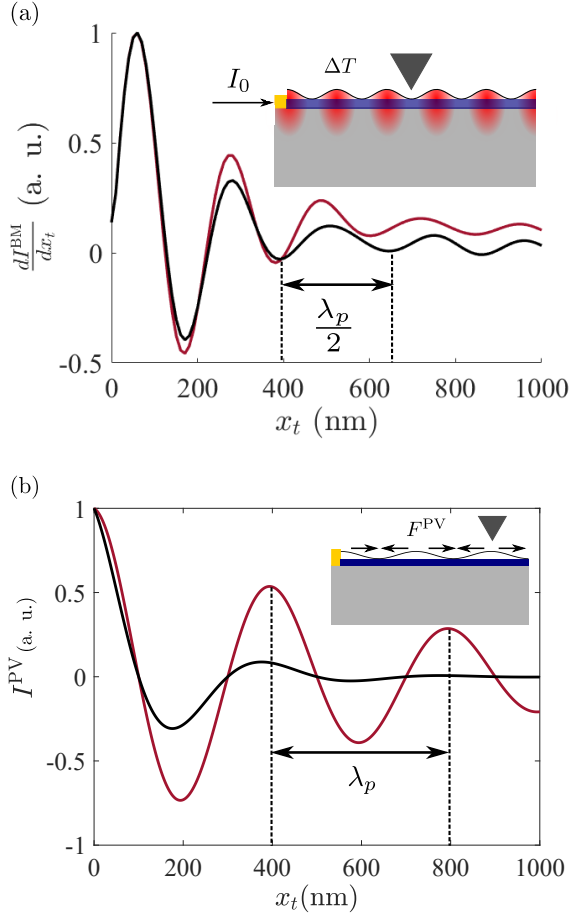 (a)
I_0
ΔT
1
0.5
0
-0.5
dI^BM/dx_t (a. u.)
λ_p/2
0 200 400 600 800 1000
x_t (nm)
(b)
F^PV
1
0.5
0
-0.5
-1
I^PV (a. u.)
λ_p
0 200 400 600 800 1000
x_t(nm)